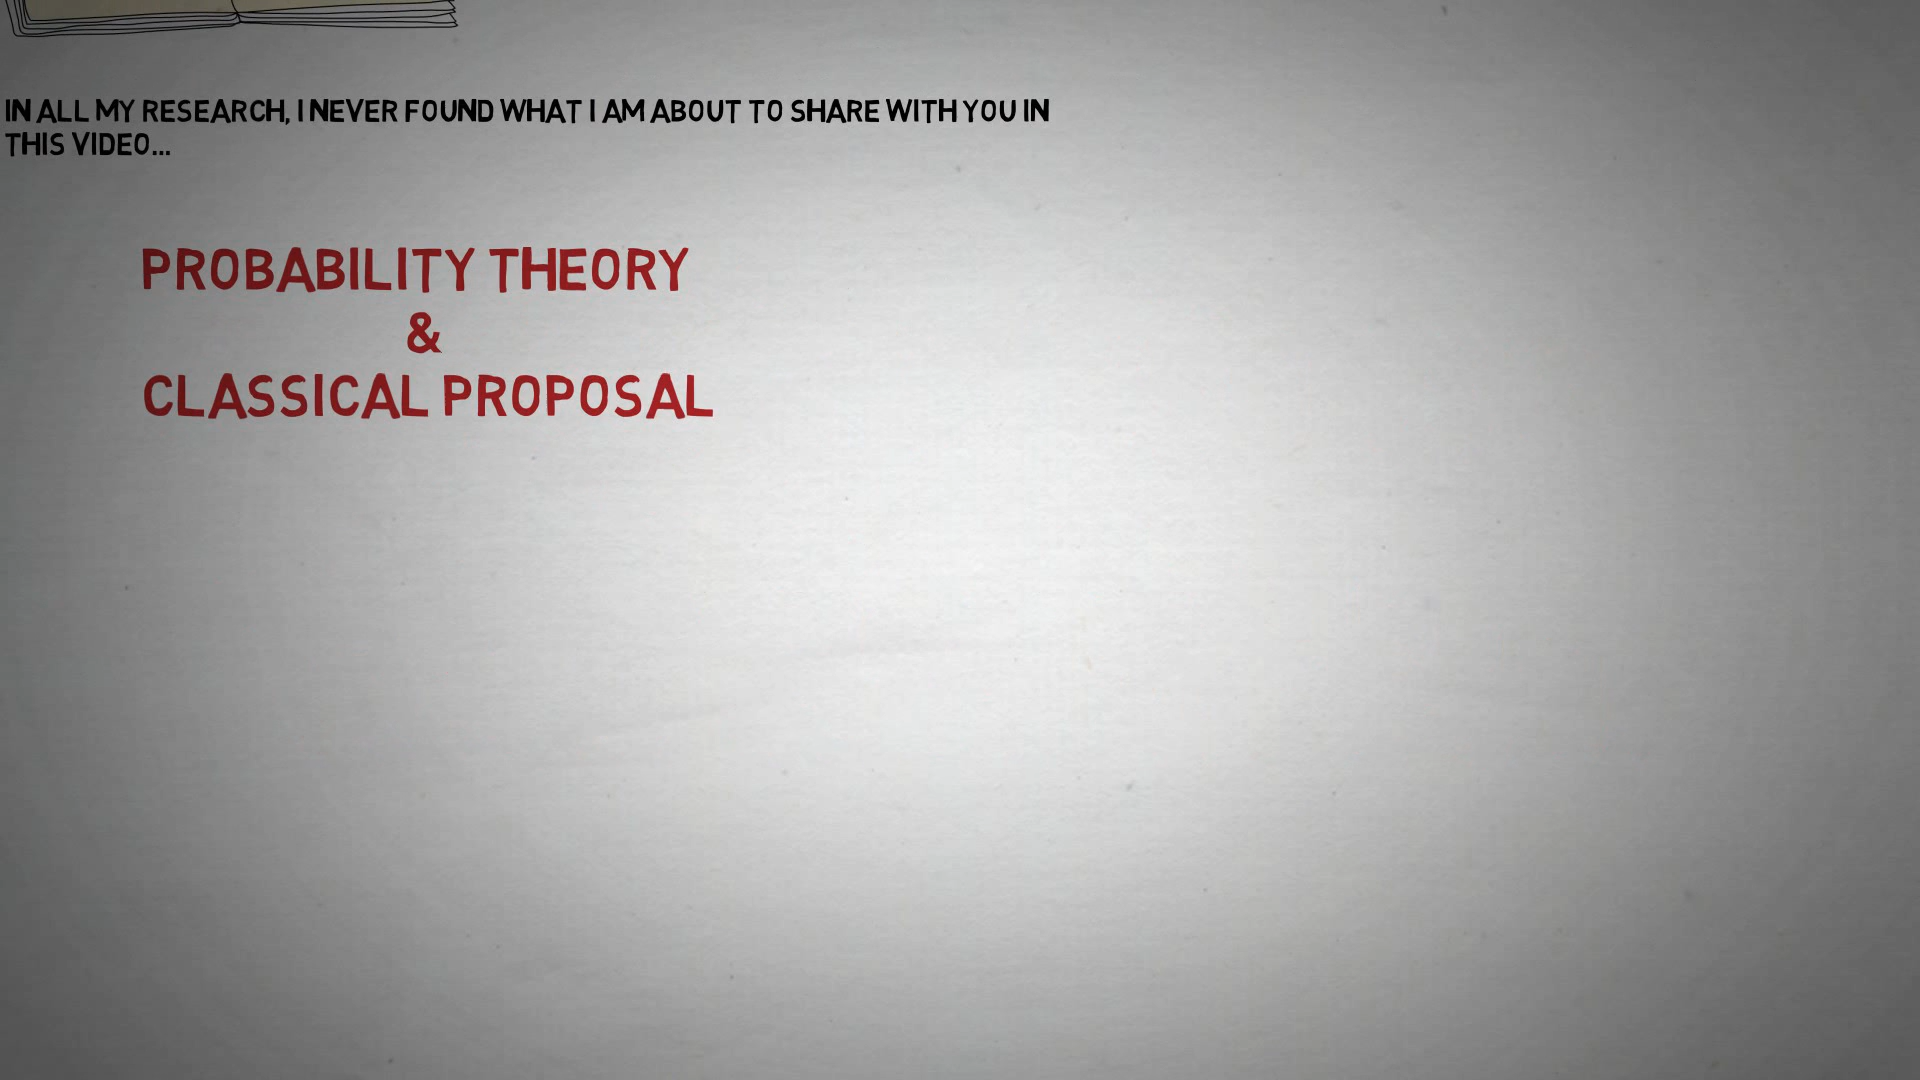 IN ALL MY RESEARCH, I NEVER FOUND WHAT I AM ABOUT TO SHARE WITH YOU IN
THIS VIDEO...
PROBABILITY THEORY
&
CLASSICAL PROPOSAL